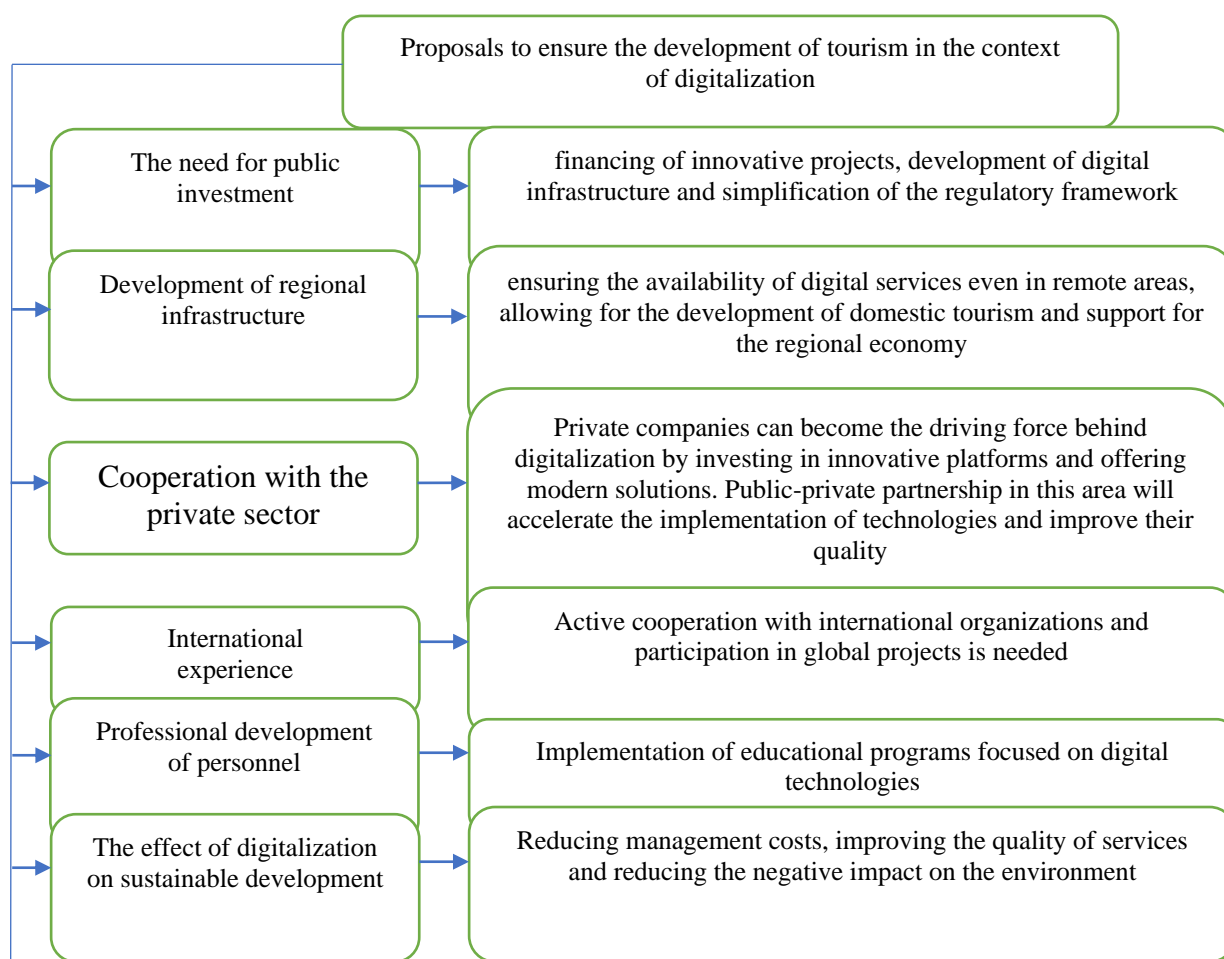 Proposals to ensure the development of tourism in the context
of digitalization
The need for public
investment
financing of innovative projects, development of digital
infrastructure and simplification of the regulatory framework
Development of regional
infrastructure
ensuring the availability of digital services even in remote areas,
allowing for the development of domestic tourism and support for
the regional economy
Cooperation with the
private sector
Private companies can become the driving force behind
digitalization by investing in innovative platforms and offering
modern solutions. Public-private partnership in this area will
accelerate the implementation of technologies and improve their
quality
International
experience
Active cooperation with international organizations and
participation in global projects is needed
Professional development
of personnel
Implementation of educational programs focused on digital
technologies
The effect of digitalization
on sustainable development
Reducing management costs, improving the quality of services
and reducing the negative impact on the environment